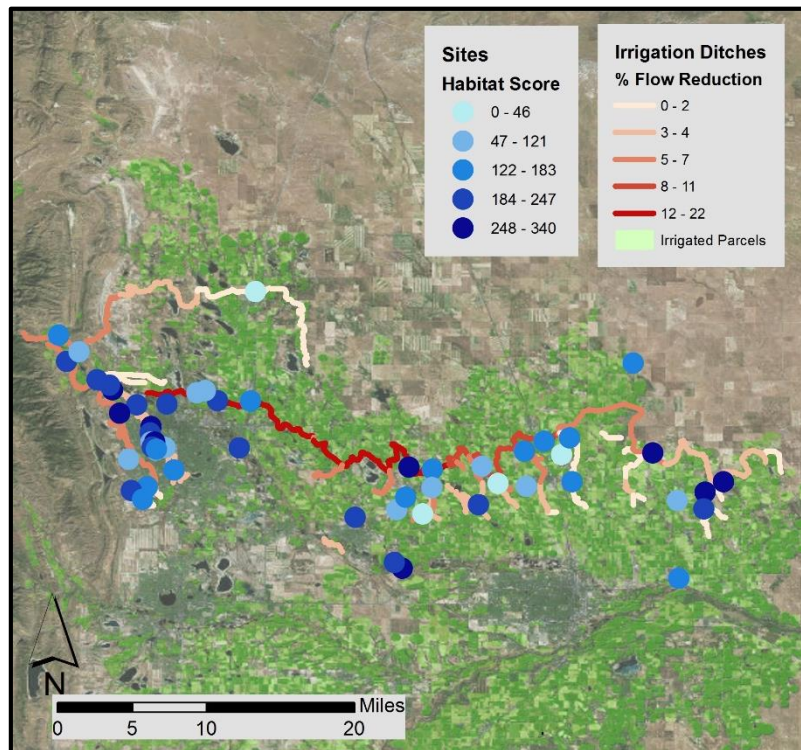 Sites
Habitat Score
0 - 46
47 - 121
122 - 183
184 - 247
248 - 340
Irrigation Ditches
% Flow Reduction
0 - 2
3 - 4
5 - 7
8 - 11
12 - 22
Irrigated Parcels
N
Miles
0 5 10 20